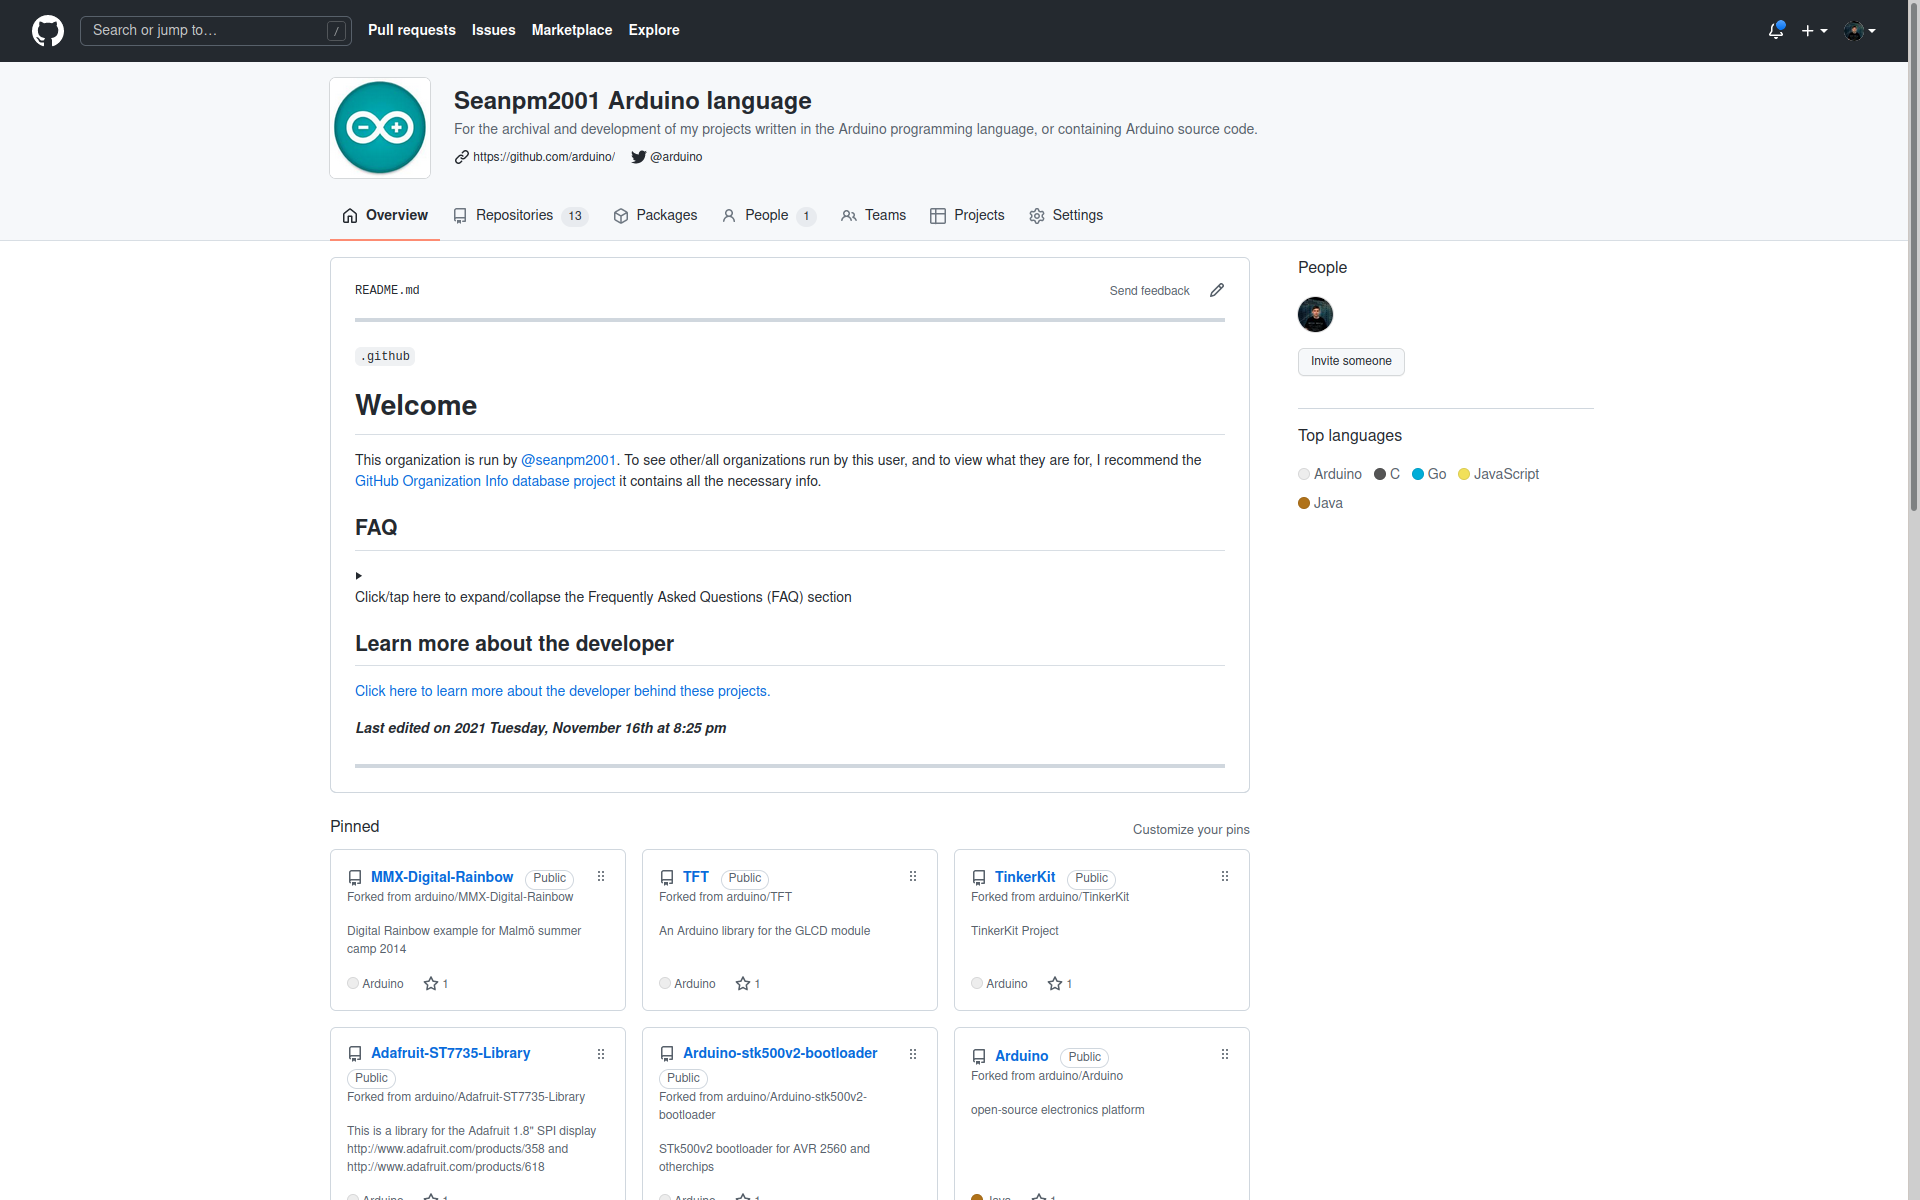 Search or jump to…
/
Pull requests
Issues
Marketplace
Explore
Seanpm2001 Arduino language
For the archival and development of my projects written in the Arduino programming language, or containing Arduino source code.
https://github.com/arduino/
@arduino
Overview
Repositories 13
Packages
People 1
Teams
Projects
Settings
README.md
Send feedback
.github
Welcome
This organization is run by @seanpm2001. To see other/all organizations run by this user, and to view what they are for, I recommend the
GitHub Organization Info database project it contains all the necessary info.
FAQ
Click/tap here to expand/collapse the Frequently Asked Questions (FAQ) section
Learn more about the developer
Click here to learn more about the developer behind these projects.
Last edited on 2021 Tuesday, November 16th at 8:25 pm
People
Invite someone
Top languages
Arduino C Go JavaScript
Java
Pinned
Customize your pins
MMX-Digital-Rainbow Public
Forked from arduino/MMX-Digital-Rainbow
Digital Rainbow example for Malmö summer
camp 2014
Arduino 1
TFT Public
Forked from arduino/TFT
An Arduino library for the GLCD module
Arduino 1
TinkerKit Public
Forked from arduino/TinkerKit
TinkerKit Project
Arduino 1
Adafruit-ST7735-Library
Public
Forked from arduino/Adafruit-ST7735-Library
This is a library for the Adafruit 1.8" SPI display
http://www.adafruit.com/products/358 and
http://www.adafruit.com/products/618
Arduino 1
Arduino-stk500v2-bootloader
Public
Forked from arduino/Arduino-stk500v2-
bootloader
STk500v2 bootloader for AVR 2560 and
otherchips
Arduino 1
Arduino Public
Forked from arduino/Arduino
open-source electronics platform
Java 1